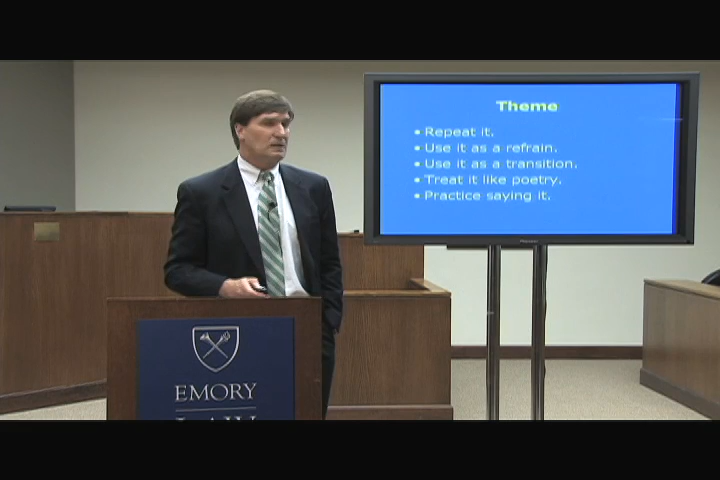 Theme
▪ Repeat it.
▪ Use it as a refrain.
▪ Use it as a transition.
▪ Treat it like poetry.
▪ Practice saying it.
EMORY
LAW